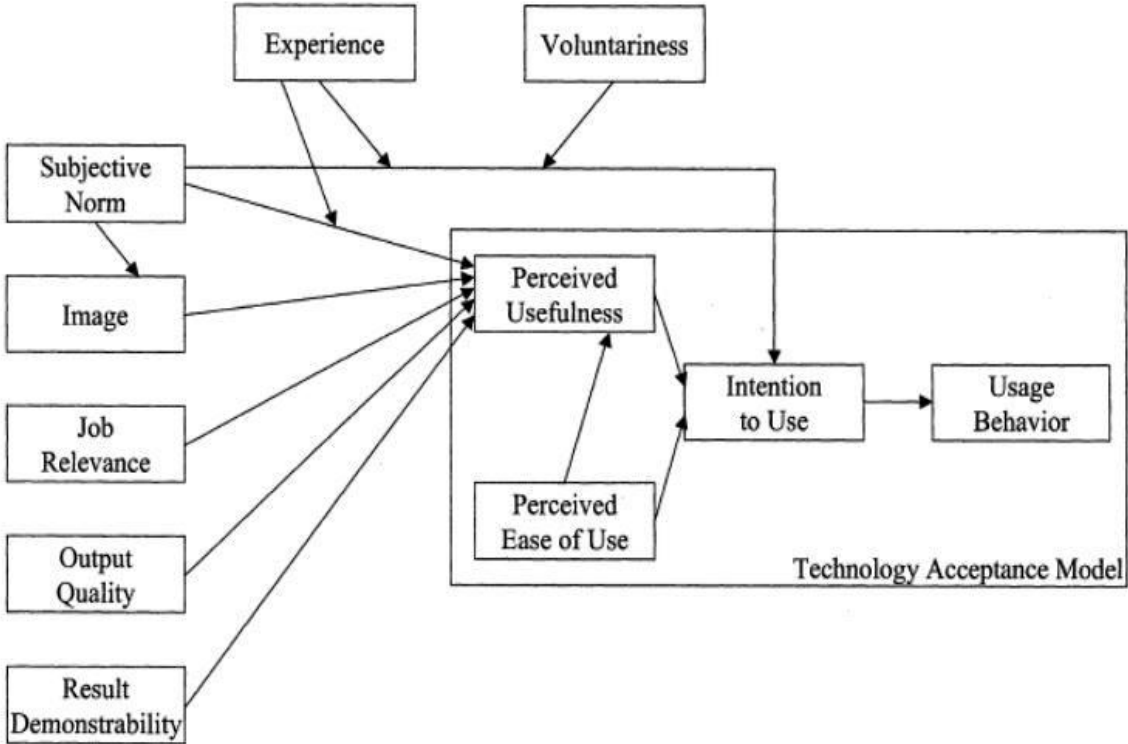 Experience
Voluntariness
Subjective
Norm
Image
Job
Relevance
Output
Quality
Result
Demonstrability
Perceived
Usefulness
Perceived
Ease of Use
Intention
to Use
Usage
Behavior
Technology Acceptance Model